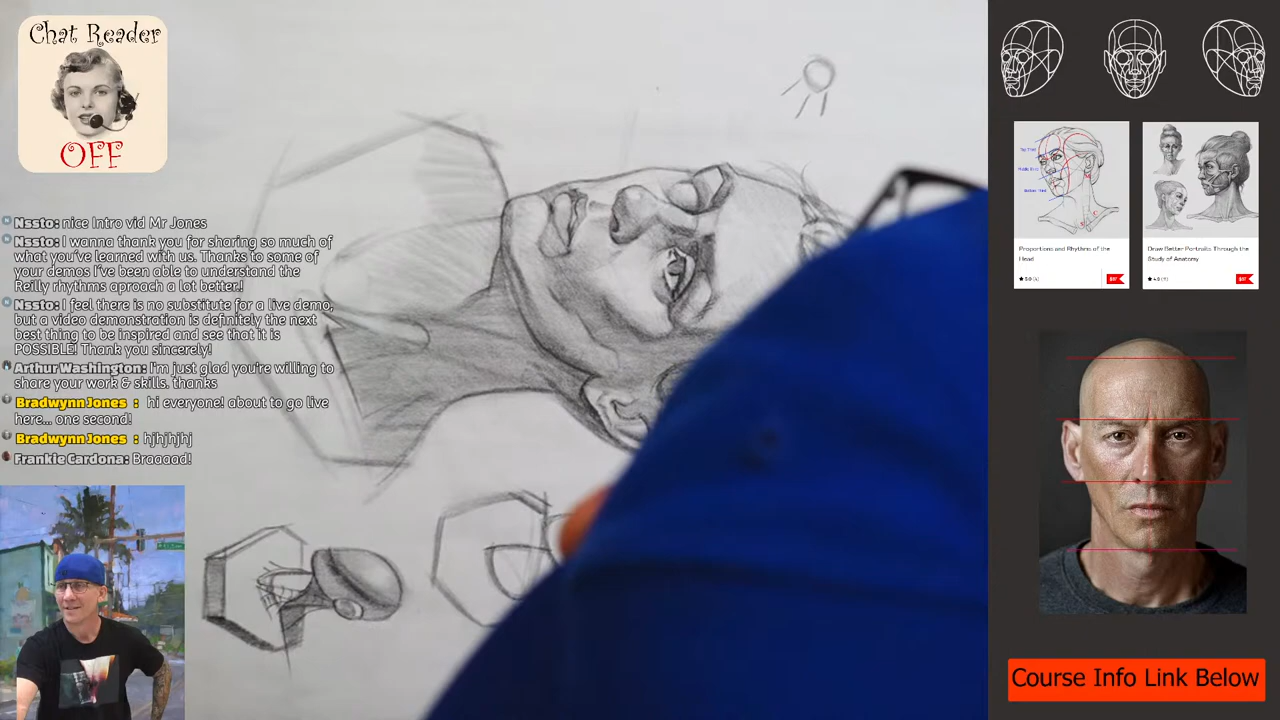 Chat Reader
OFF
Nssto: nice Intro vid Mr Jones
Nssto: I wanna thank you for sharing so much of
what you've learned with us. Thanks to some of
your demos I've been able to understand the
Reilly rhythms aproach a lot better!
Nssto: I feel there is no substitute for a live demo,
but a video demonstration is definitely the next
best thing to be inspired and see that it is
POSSIBLE! Thank you sincerely!
Arthur Washington: I'm just glad you're willing to
share your work & skills. thanks
BradwynnJones : hi everyone! about to go live
here... one second!
BradwynnJones : hjhjhjhj
Frankie Cardona: Braaaad!
Proportions and Rhythms of the
Head
Draw Better Portraits Through the
Study of Anatomy
Course Info Link Below